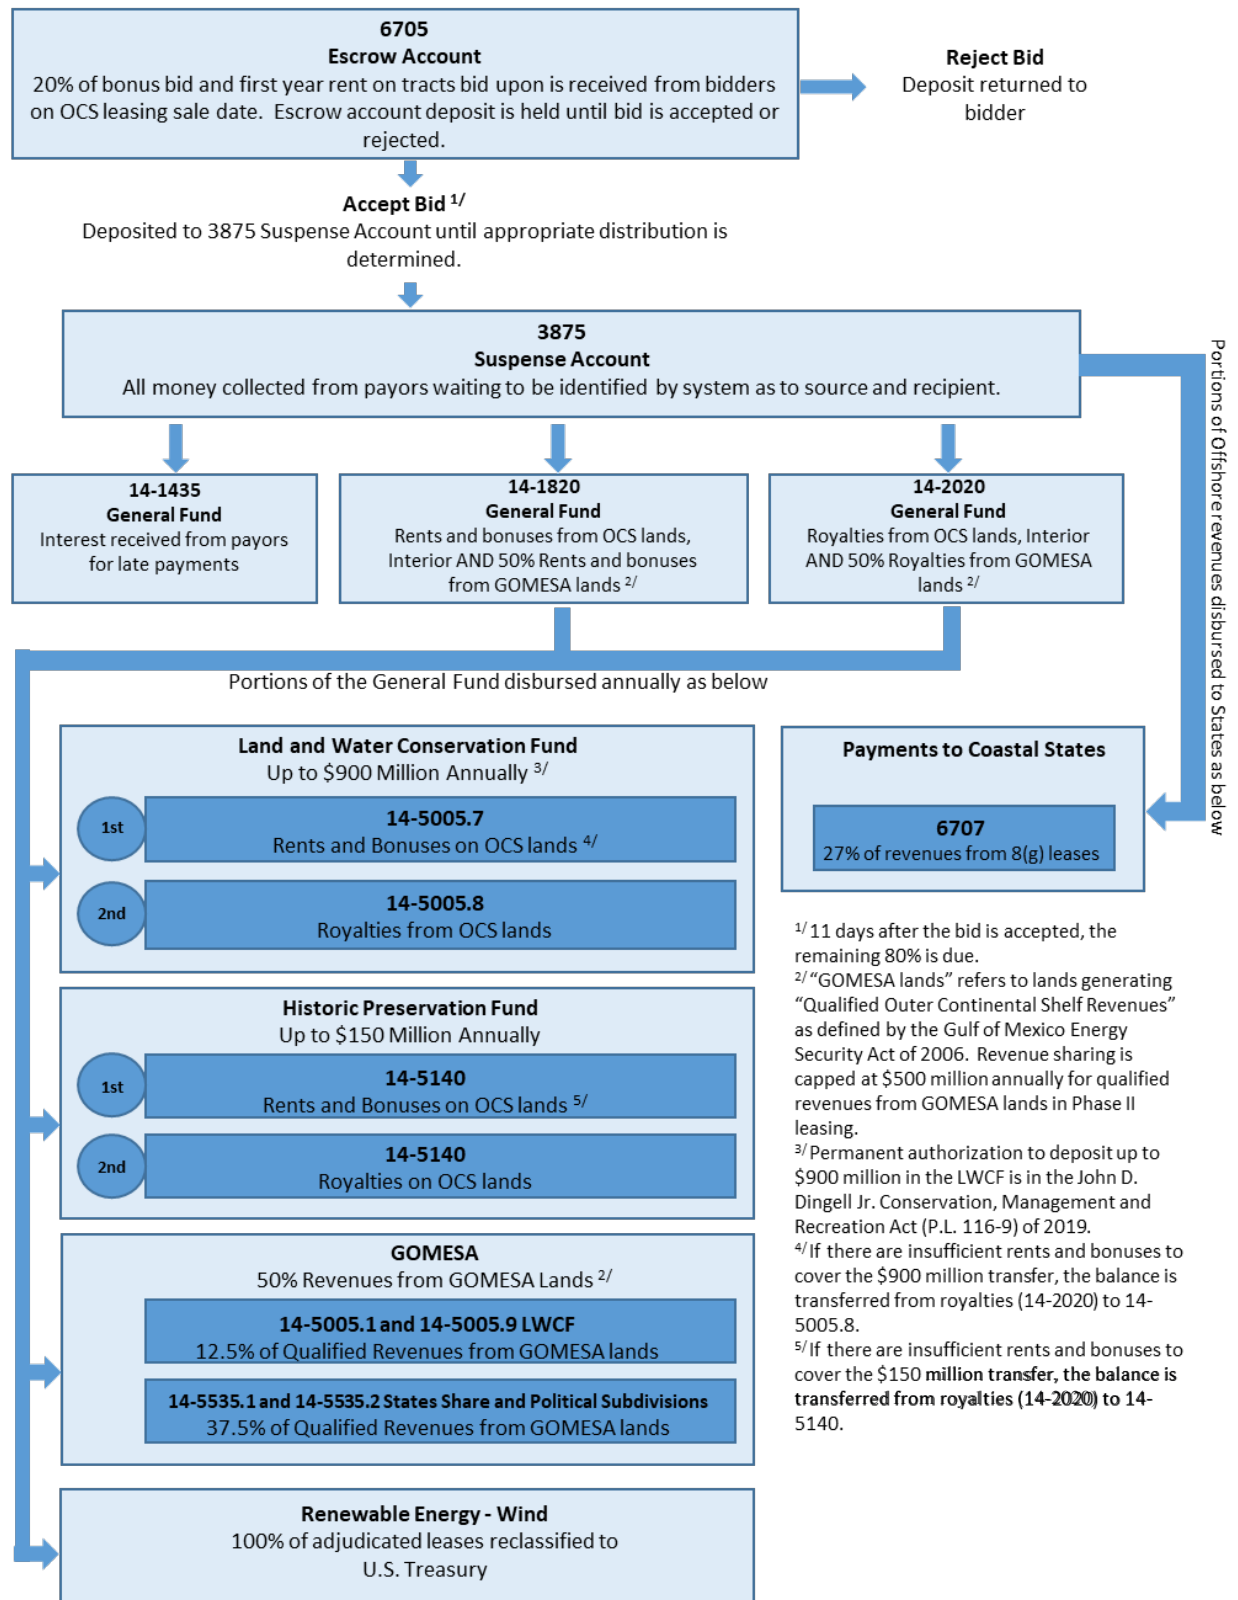 6705
Escrow Account
20% of bonus bid and first year rent on tracts bid upon is received from bidders
on OCS leasing sale date.  Escrow account deposit is held until bid is accepted or
rejected.
Reject Bid
Deposit returned to
bidder
Accept Bid 1/
Deposited to 3875 Suspense Account until appropriate distribution is
determined.
3875
Suspense Account
All money collected from payors waiting to be identified by system as to source and recipient.
Portions of Offshore revenues disbursed to States as below
14-1435
General Fund
Interest received from payors
for late payments
14-1820
General Fund
Rents and bonuses from OCS lands,
Interior AND 50% Rents and bonuses
from GOMESA lands 2/
14-2020
General Fund
Royalties from OCS lands, Interior
AND 50% Royalties from GOMESA
lands 2/
Portions of the General Fund disbursed annually as below
Land and Water Conservation Fund
Up to $900 Million Annually 3/
1st
14-5005.7
Rents and Bonuses on OCS lands 4/
2nd
14-5005.8
Royalties from OCS lands
Historic Preservation Fund
Up to $150 Million Annually
1st
14-5140
Rents and Bonuses on OCS lands 5/
2nd
14-5140
Royalties on OCS lands
GOMESA
50% Revenues from GOMESA Lands 2/
14-5005.1 and 14-5005.9 LWCF
12.5% of Qualified Revenues from GOMESA lands
14-5535.1 and 14-5535.2 States Share and Political Subdivisions
37.5% of Qualified Revenues from GOMESA lands
Renewable Energy - Wind
100% of adjudicated leases reclassified to
U.S. Treasury
Payments to Coastal States
6707
27% of revenues from 8(g) leases
1/ 11 days after the bid is accepted, the
remaining 80% is due.
2/ “GOMESA lands” refers to lands generating
“Qualified Outer Continental Shelf Revenues”
as defined by the Gulf of Mexico Energy
Security Act of 2006.  Revenue sharing is
capped at $500 million annually for qualified
revenues from GOMESA lands in Phase II
leasing.
3/ Permanent authorization to deposit up to
$900 million in the LWCF is in the John D.
Dingell Jr. Conservation, Management and
Recreation Act (P.L. 116-9) of 2019.
4/ If there are insufficient rents and bonuses to
cover the $900 million transfer, the balance is
transferred from royalties (14-2020) to 14-
5005.8.
5/ If there are insufficient rents and bonuses to
cover the $150 million transfer, the balance is
transferred from royalties (14-2020) to 14-
5140.